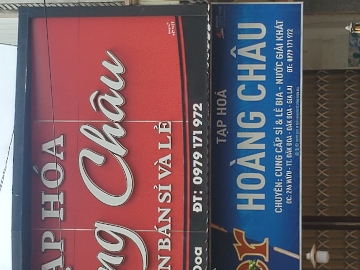 TẠP HÓA
ng Châu
N BÁN SỈ VÀ LẺ
ĐT: 0979 171 972
Đoa
TẠP HOÁ
HOÀNG CHÂU
CHUYÊN: CUNG CẤP SỈ & LẺ BIA - NƯỚC GIẢI KHÁT
ĐT: 0979 171 972